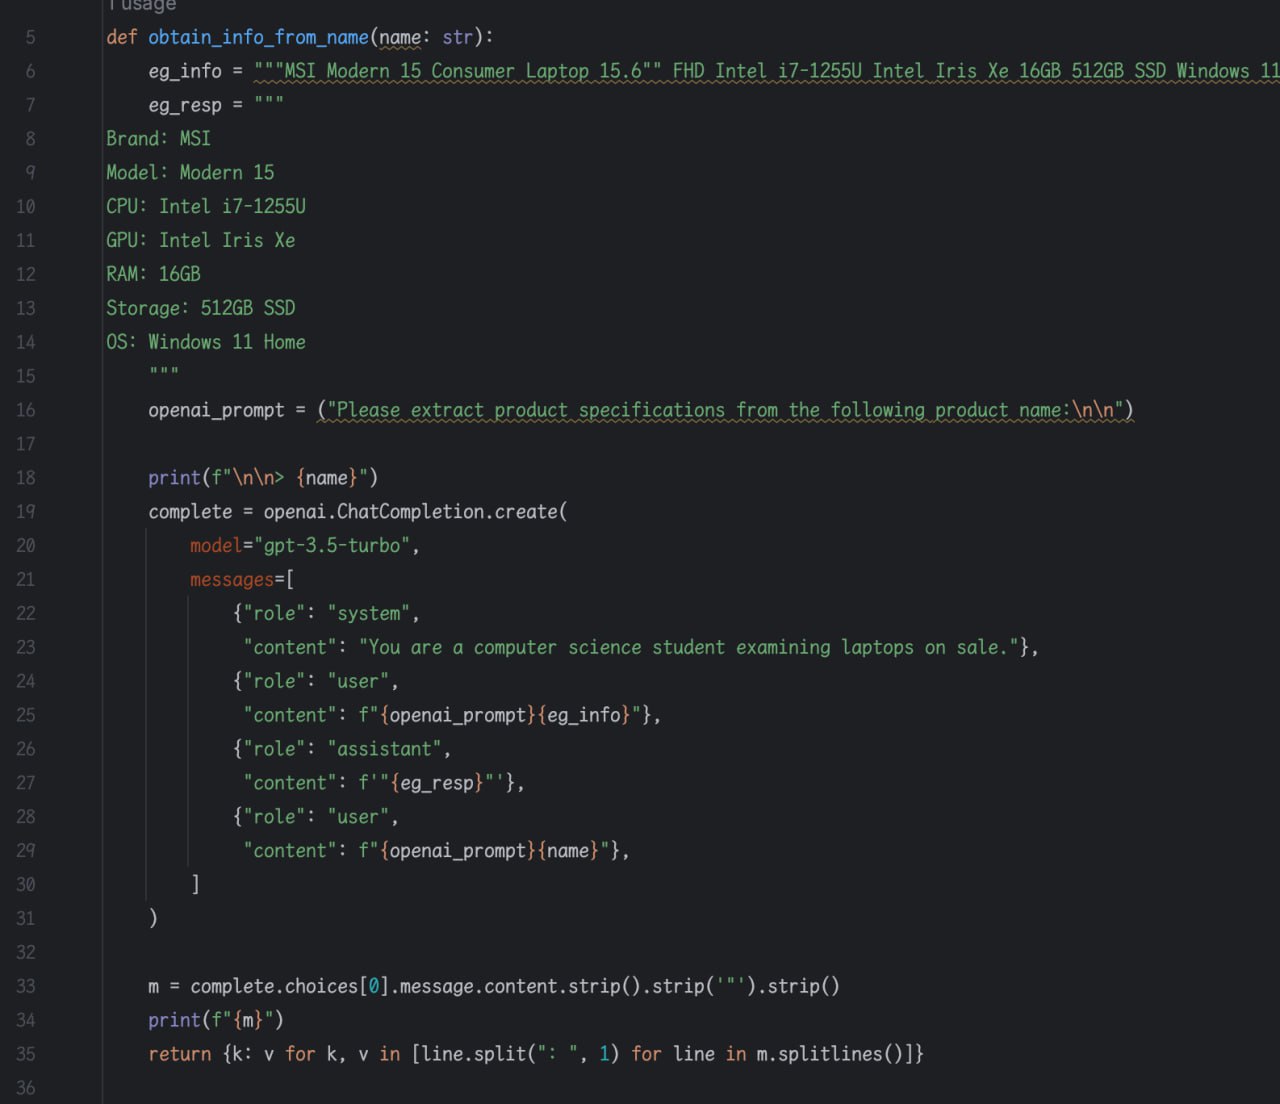 1 usage
5 def obtain_info_from_name(name: str):
6 eg_info = """MSI Modern 15 Consumer Laptop 15.6"" FHD Intel i7-1255U Intel Iris Xe 16GB 512GB SSD Windows 11
7 eg_resp = """
8 Brand: MSI
9 Model: Modern 15
10 CPU: Intel i7-1255U
11 GPU: Intel Iris Xe
12 RAM: 16GB
13 Storage: 512GB SSD
14 OS: Windows 11 Home
15 """
16 openai_prompt = ("Please extract product specifications from the following product name:\n\n")
17
18 print(f"\n\n> {name}")
19 complete = openai.ChatCompletion.create(
20 model="gpt-3.5-turbo",
21 messages=[
22 {"role": "system",
23 "content": "You are a computer science student examining laptops on sale."},
24 {"role": "user",
25 "content": f"{openai_prompt}{eg_info}"},
26 {"role": "assistant",
27 "content": f'"{eg_resp}"'},
28 {"role": "user",
29 "content": f"{openai_prompt}{name}"},
30 ]
31 )
32
33 m = complete.choices[0].message.content.strip().strip('"').strip()
34 print(f"{m}")
35 return {k: v for k, v in [line.split(": ", 1) for line in m.splitlines()]}
36